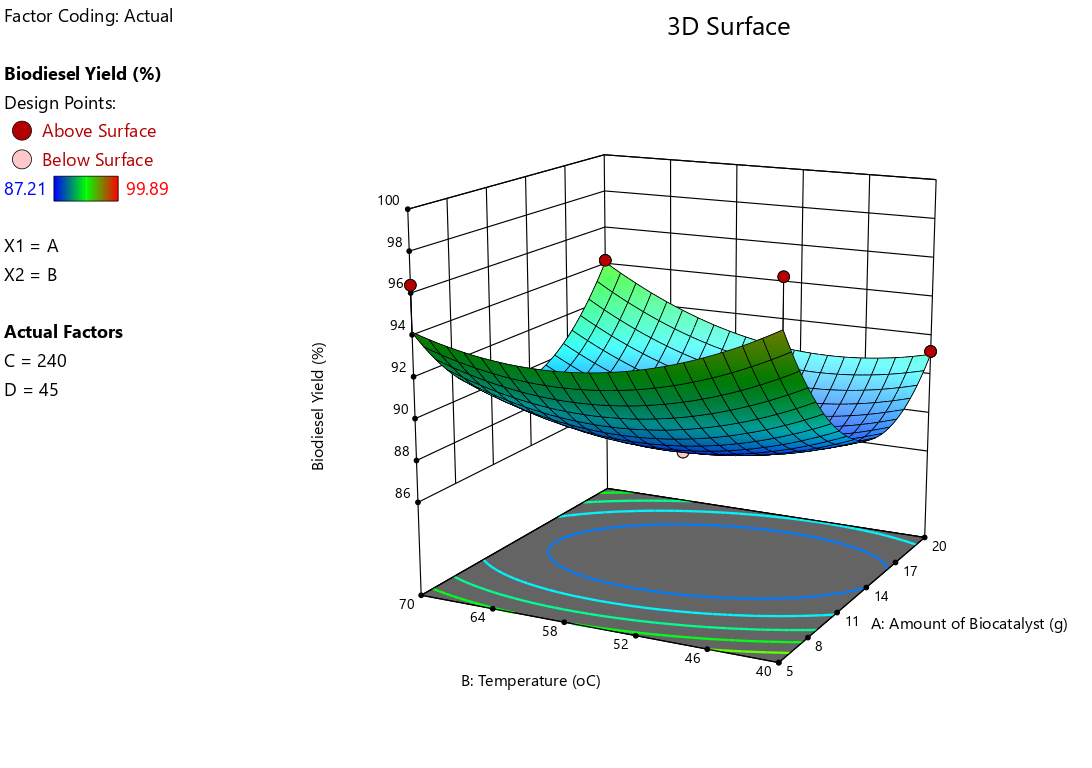 Factor Coding: Actual
3D Surface
Biodiesel Yield (%)
Design Points:
Above Surface
Below Surface
87.21 99.89
X1 = A
X2 = B
Actual Factors
C = 240
D = 45
100
98
96
94
92
90
88
86
Biodiesel Yield (%)
70
64
58
52
46
40
B: Temperature (oC)
5
8
11
14
17
20
A: Amount of Biocatalyst (g)